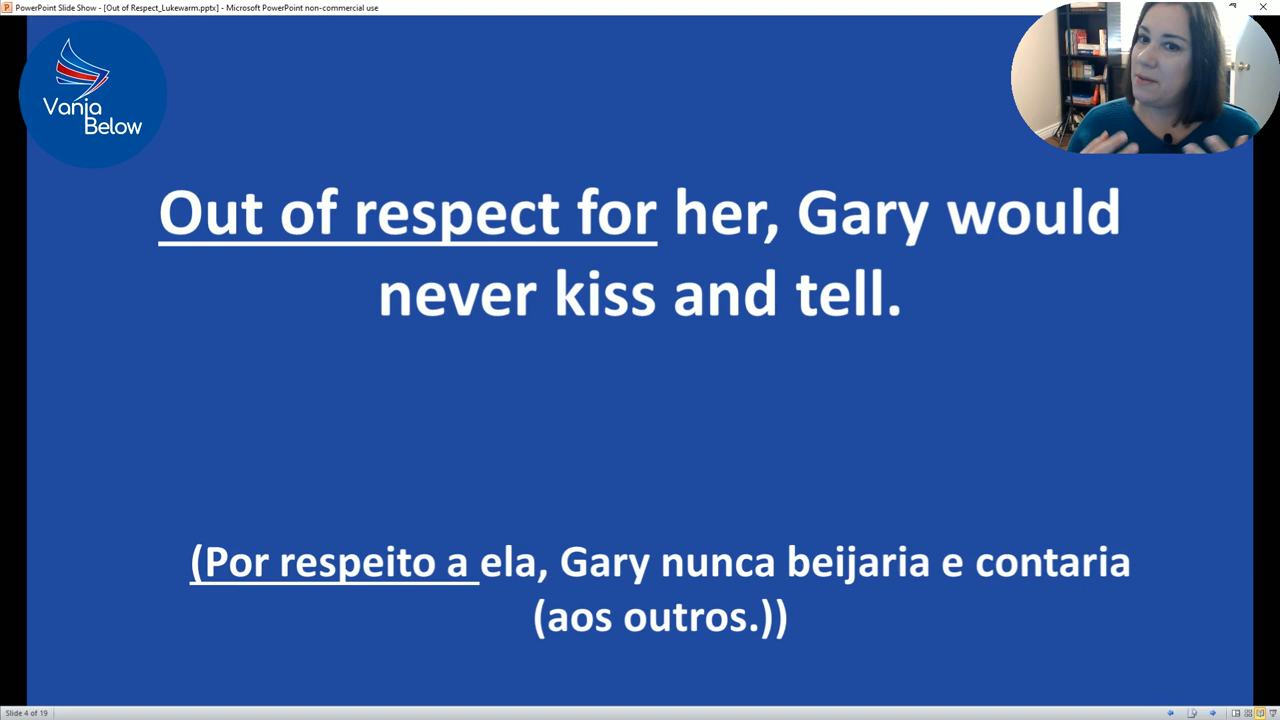 PowerPoint Slide Show - [Out of Respect_Lukewarm.pptx] - Microsoft PowerPoint non-commercial use
Vanja
Below
Out of respect for her, Gary would
never kiss and tell.
(Por respeito a ela, Gary nunca beijaria e contaria
(aos outros.))
Slide 4 of 19